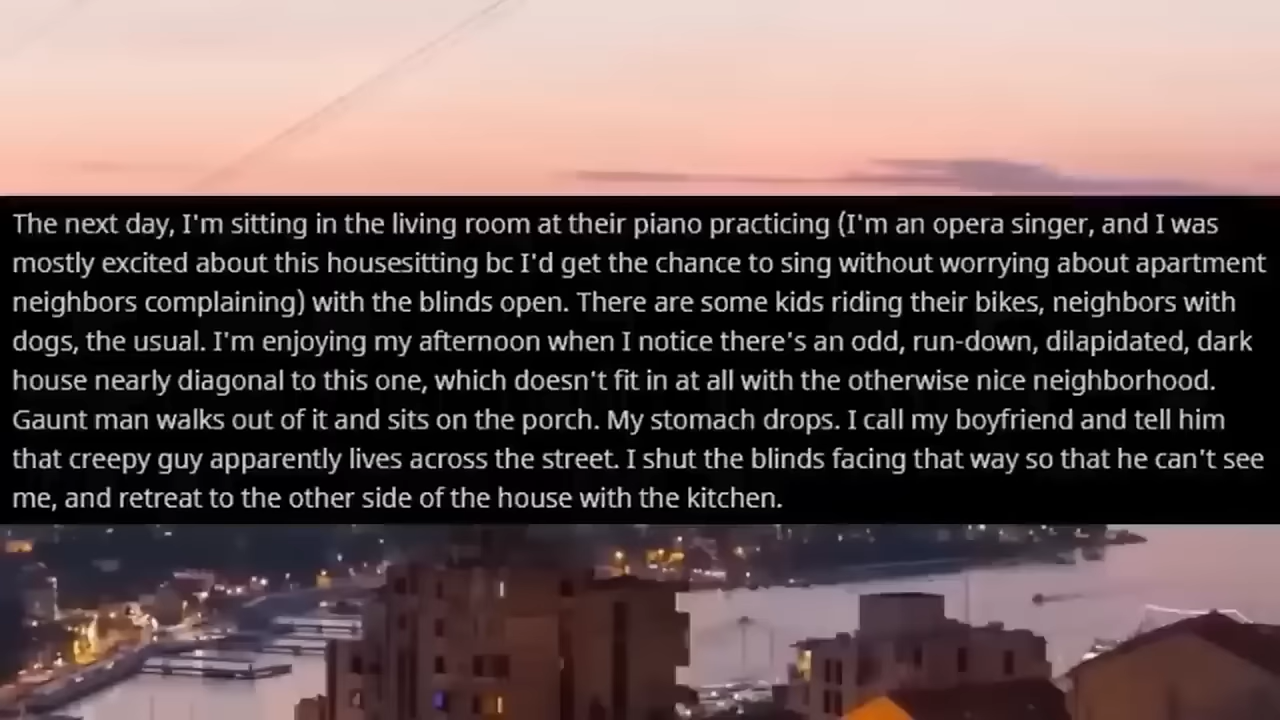 The next day, I'm sitting in the living room at their piano practicing (I'm an opera singer, and I was
mostly excited about this housesitting bc I'd get the chance to sing without worrying about apartment
neighbors complaining) with the blinds open. There are some kids riding their bikes, neighbors with
dogs, the usual. I'm enjoying my afternoon when I notice there's an odd, run-down, dilapidated, dark
house nearly diagonal to this one, which doesn't fit in at all with the otherwise nice neighborhood.
Gaunt man walks out of it and sits on the porch. My stomach drops. I call my boyfriend and tell him
that creepy guy apparently lives across the street. I shut the blinds facing that way so that he can't see
me, and retreat to the other side of the house with the kitchen.